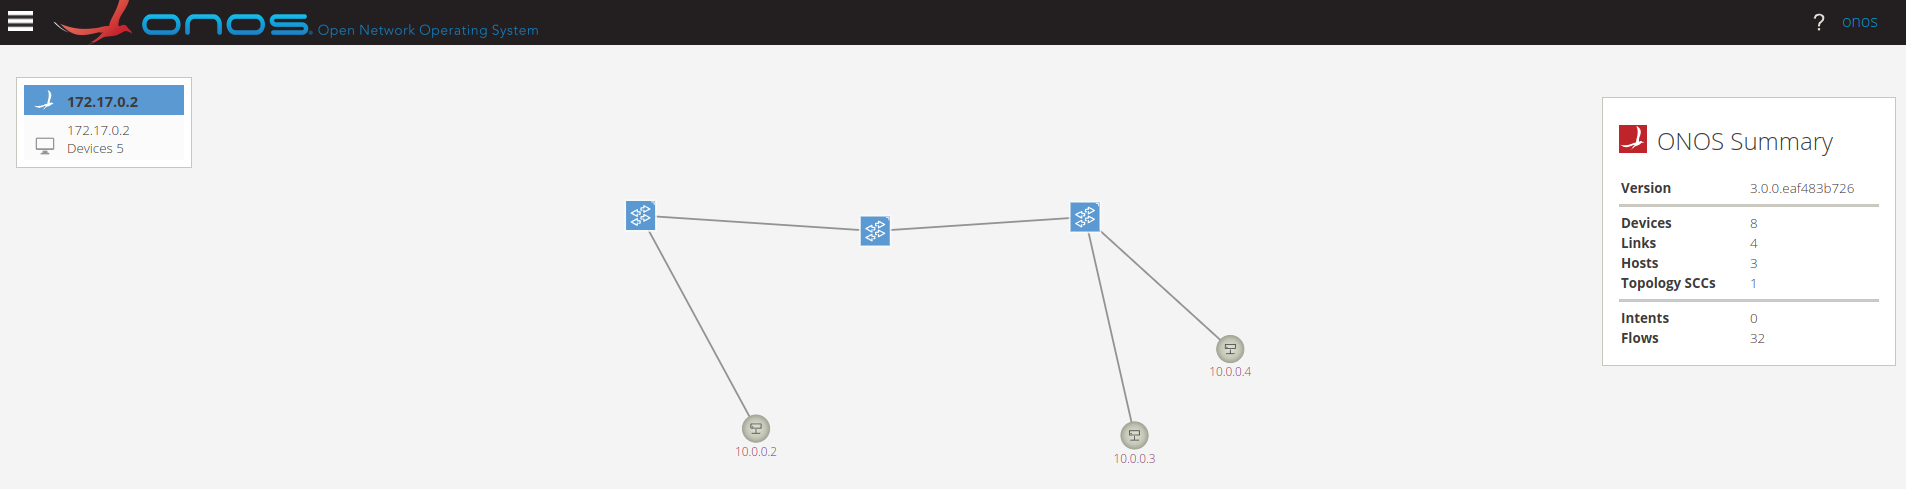 onos Open Network Operating System
? onos
172.17.0.2
172.17.0.2
Devices 5
ONOS Summary
Version 3.0.0.eaf483b726
Devices 8
Links 4
Hosts 3
Topology SCCs 1
Intents 0
Flows 32
10.0.0.4
10.0.0.2
10.0.0.3